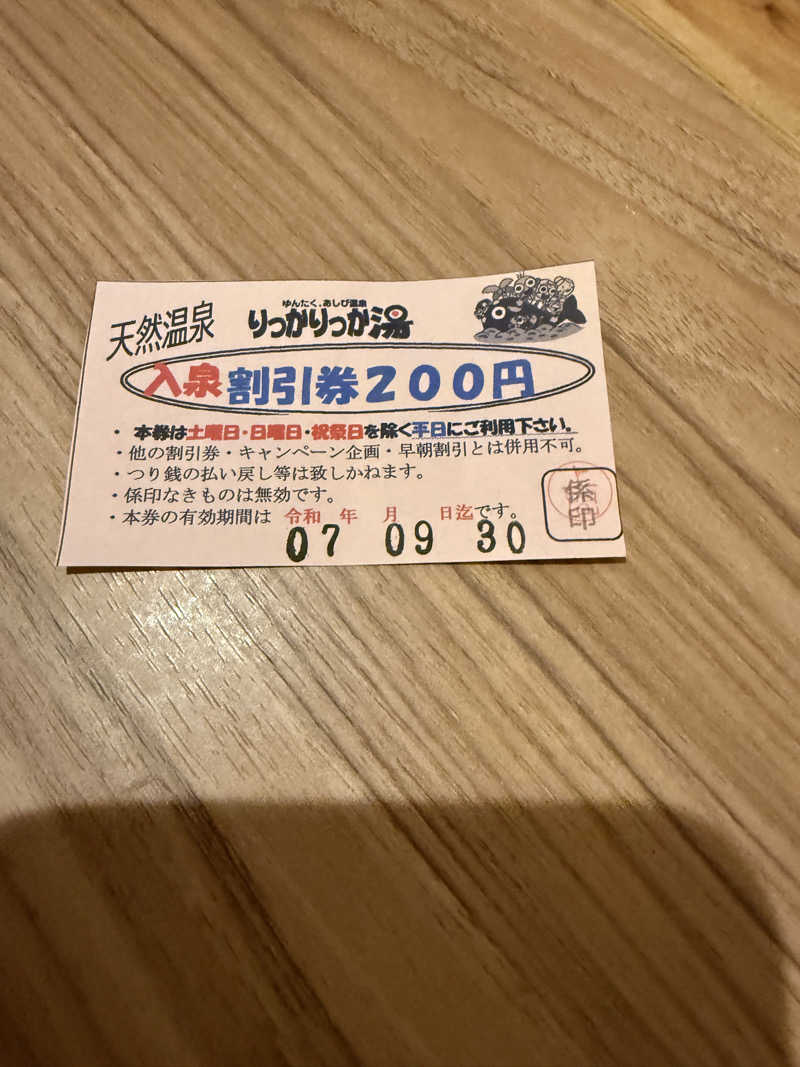 天然温泉
ゆんたく、あしび温泉
りっかりっか湯
入泉割引券200円
・本券は土曜日・日曜日・祝祭日を除く平日にご利用下さい。
・他の割引券・キャンペーン企画・早朝割引とは併用不可。
・つり銭の払い戻し等は致しかねます。
・係印なきものは無効です。
・本券の有効期間は 令和 年 月 日迄です。
07 09 30
係印